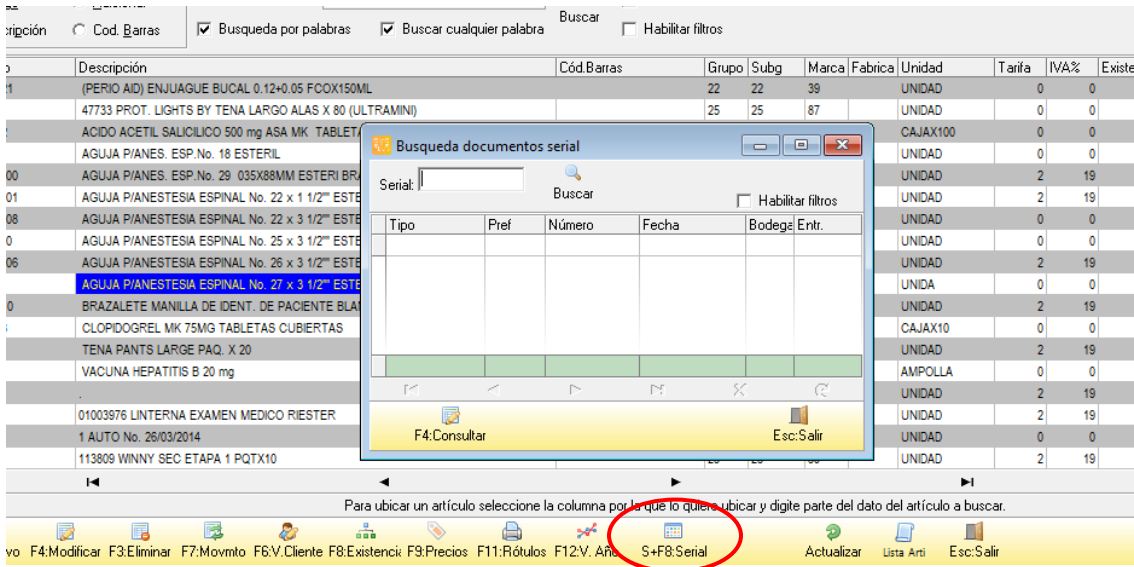 cripción Cod. Barras Busqueda por palabras Buscar cualquier palabra Buscar Habilitar filtros
Descripción Cód.Barras Grupo Subg Marca Fabrica Unidad Tarifa IVA% Existe
21 (PERIO AID) ENJUAGUE BUCAL 0.12+0.05 FCOX150ML 22 22 39 UNIDAD 0 0
47733 PROT. LIGHTS BY TENA LARGO ALAS X 80 (ULTRAMINI) 25 25 87 UNIDAD 0 0
ACIDO ACETIL SALICILICO 500 mg ASA MK TABLETA CAJAX100 0 0
AGUJA P/ANES. ESP.No. 18 ESTERIL UNIDAD 0 0
00 AGUJA P/ANES. ESP.No. 29 035X88MM ESTERI BRA UNIDAD 2 19
01 AGUJA P/ANESTESIA ESPINAL No. 22 x 1 1/2"" ESTE UNIDAD 2 19
08 AGUJA P/ANESTESIA ESPINAL No. 22 x 3 1/2"" ESTE UNIDAD 0 0
0 AGUJA P/ANESTESIA ESPINAL No. 25 x 3 1/2"" ESTE UNIDAD 0 0
06 AGUJA P/ANESTESIA ESPINAL No. 26 x 3 1/2"" ESTE UNIDAD 2 19
AGUJA P/ANESTESIA ESPINAL No. 27 x 3 1/2"" ESTE UNIDA 0 0
0 BRAZALETE MANILLA DE IDENT. DE PACIENTE BLAN UNIDAD 2 19
CLOPIDOGREL MK 75MG TABLETAS CUBIERTAS CAJAX10 0 0
TENA PANTS LARGE PAQ. X 20 UNIDAD 2 19
VACUNA HEPATITIS B 20 mg AMPOLLA 0 0
. UNIDAD 2 19
01003976 LINTERNA EXAMEN MEDICO RIESTER UNIDAD 2 19
1 AUTO No. 26/03/2014 UNIDAD 0 0
113809 WINNY SEC ETAPA 1 PQTX10 UNIDAD 2 19
Busqueda documentos serial
Serial: Buscar Habilitar filtros
Tipo Pref Número Fecha Bodega Entr.
F4:Consultar Esc:Salir
Para ubicar un artículo seleccione la columna por la que lo quiere ubicar y digite parte del dato del artículo a buscar.
vo F4:Modificar F3:Eliminar F7:Movmto F6:V.Cliente F8:Existencia F9:Precios F11:Rótulos F12:V. Año S+F8:Serial Actualizar Lista Arti Esc:Salir